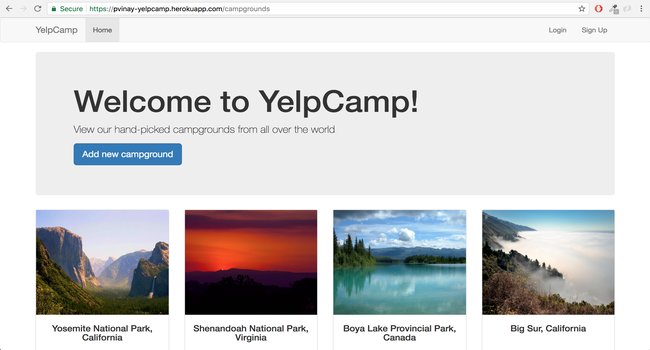 Secure https://pvinay-yelpcamp.herokuapp.com/campgrounds
YelpCamp Home Login Sign Up
Welcome to YelpCamp!
View our hand-picked campgrounds from all over the world
Add new campground
Yosemite National Park,
California
Shenandoah National Park,
Virginia
Boya Lake Provincial Park,
Canada
Big Sur, California